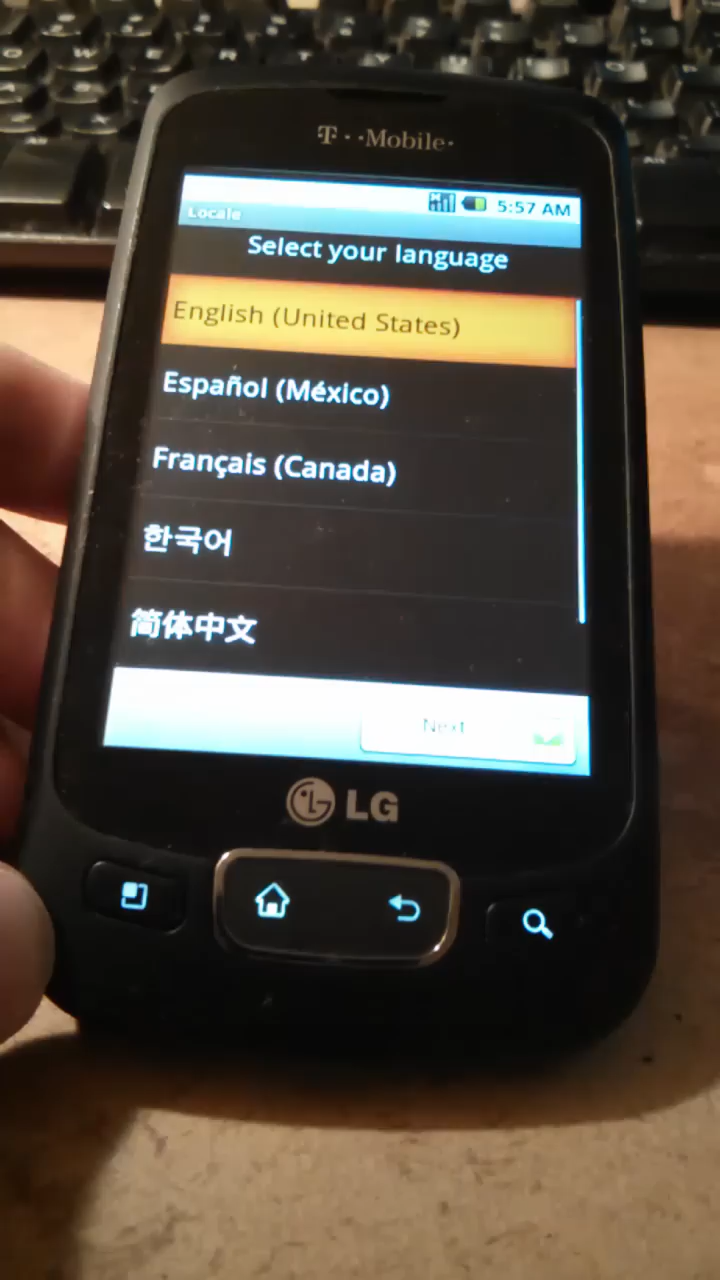 T··Mobile·
5:57 AM
Locale
Select your language
English (United States)
Español (México)
Français (Canada)
한국어
简体中文
Next
LG